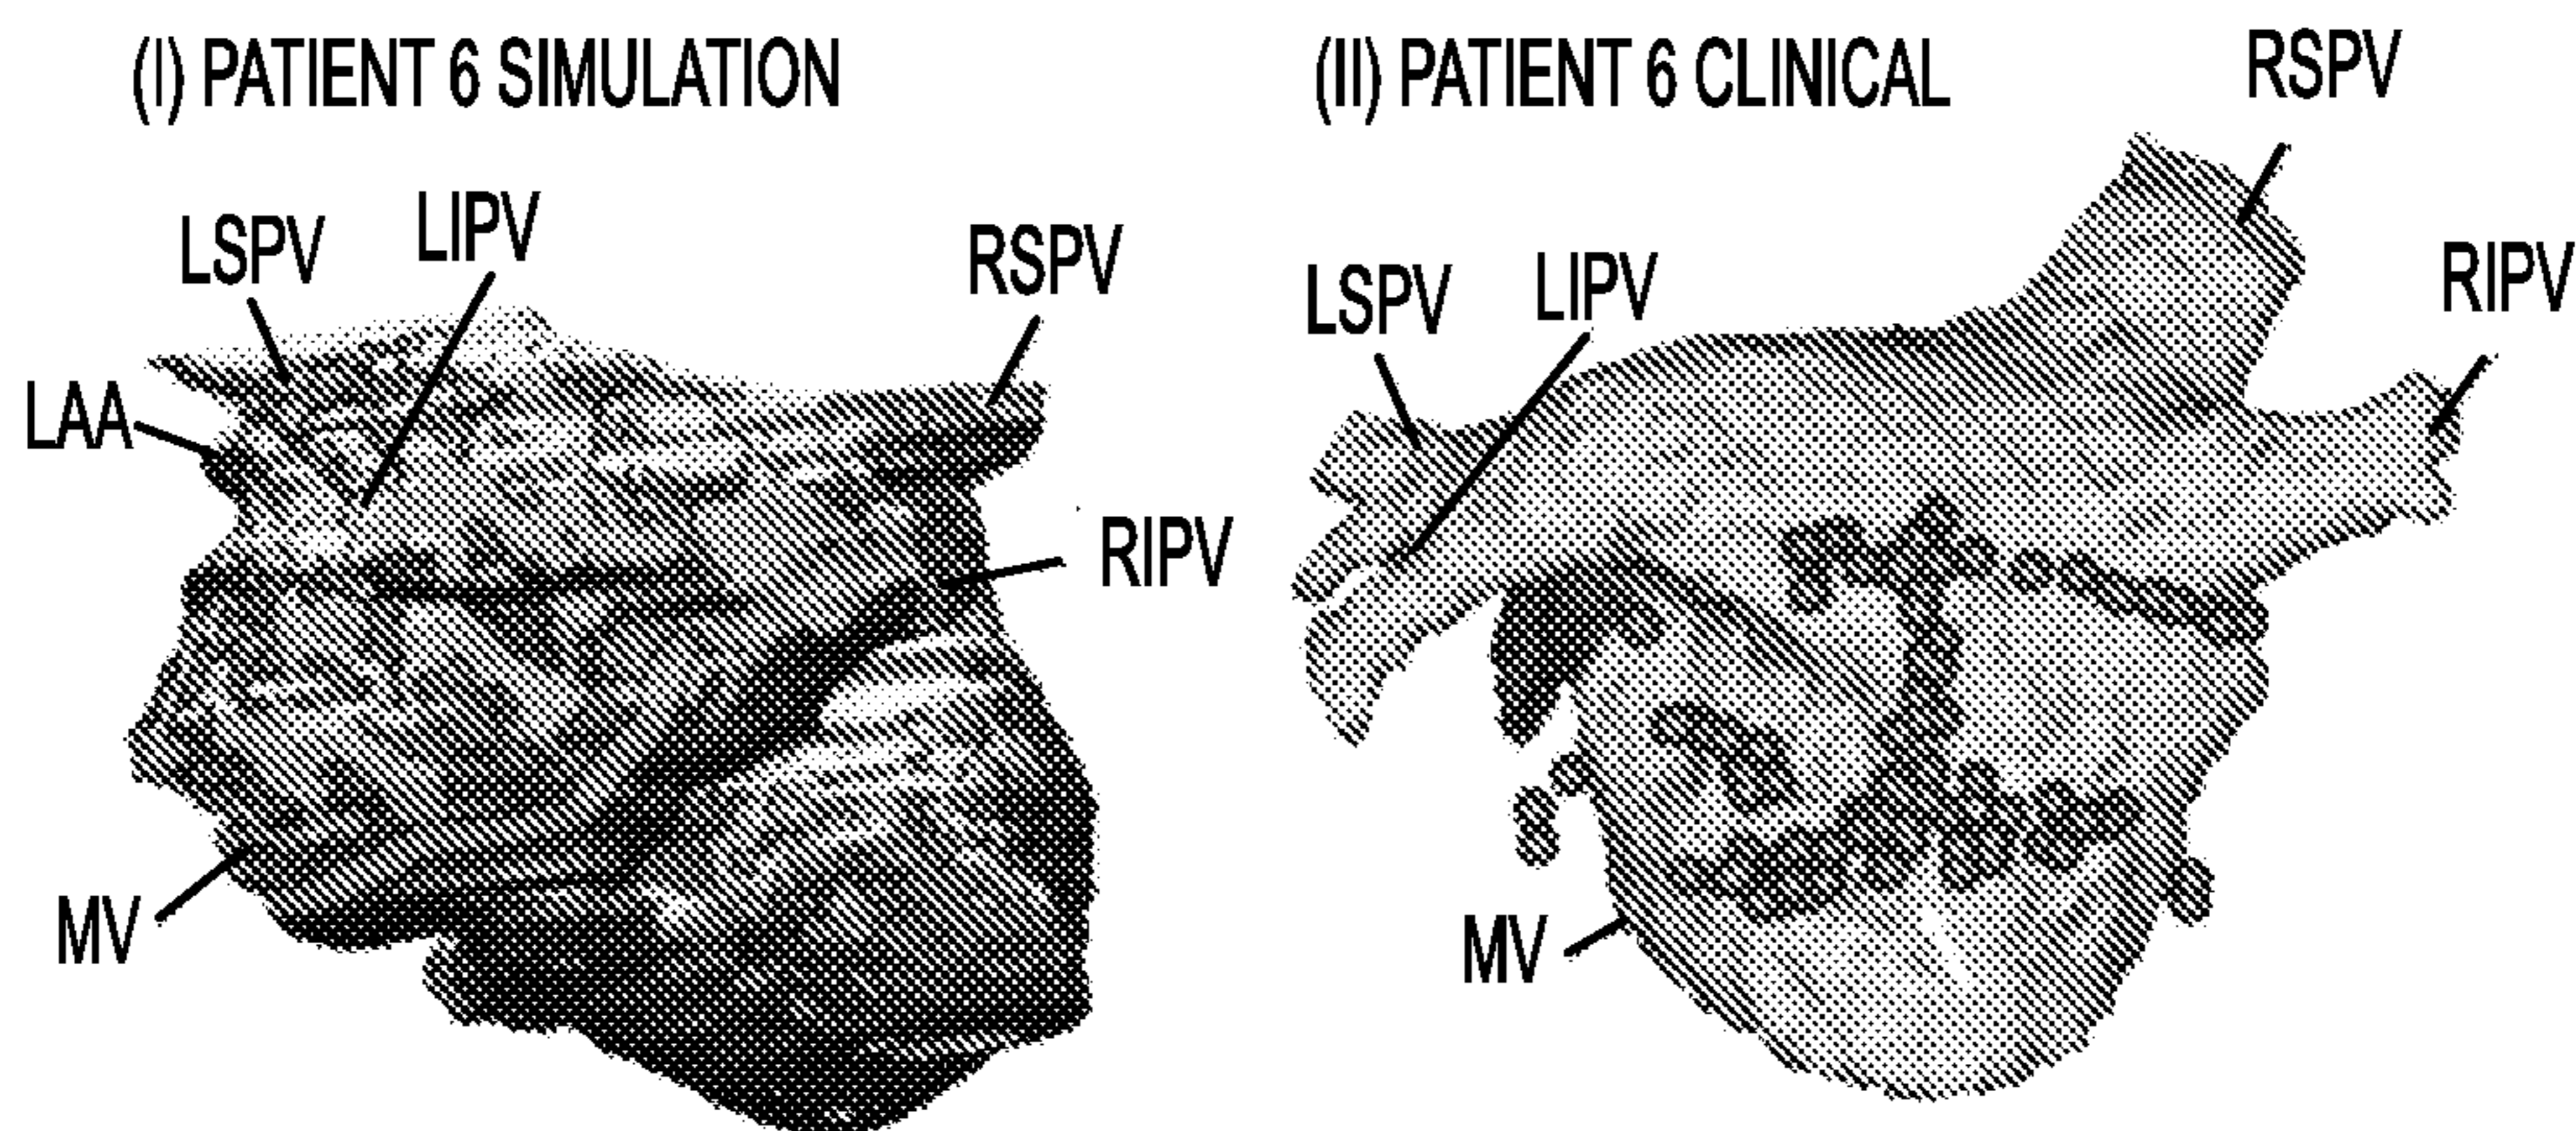 (I) PATIENT 6 SIMULATION
LSPV
LIPV
RSPV
LAA
RIPV
MV
(II) PATIENT 6 CLINICAL
RSPV
RIPV
LSPV
LIPV
MV